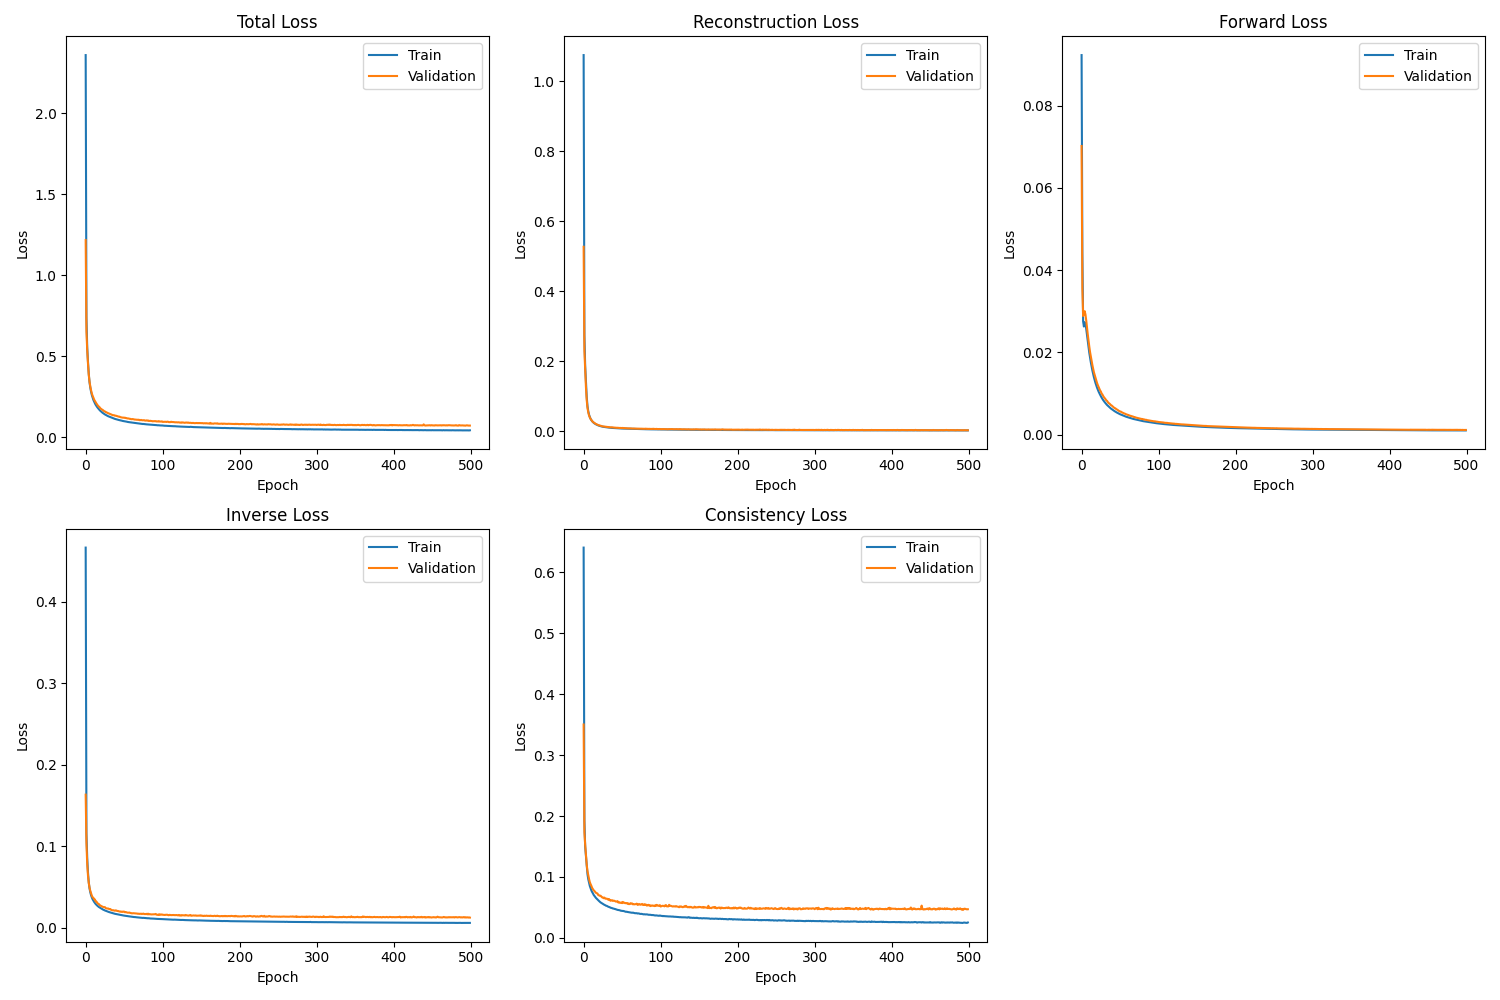 Total Loss
Train
Validation
Loss
2.0
1.5
1.0
0.5
0.0
0 100 200 300 400 500
Epoch
Reconstruction Loss
Train
Validation
Loss
1.0
0.8
0.6
0.4
0.2
0.0
0 100 200 300 400 500
Epoch
Forward Loss
Train
Validation
Loss
0.08
0.06
0.04
0.02
0.00
0 100 200 300 400 500
Epoch
Inverse Loss
Train
Validation
Loss
0.4
0.3
0.2
0.1
0.0
0 100 200 300 400 500
Epoch
Consistency Loss
Train
Validation
Loss
0.6
0.5
0.4
0.3
0.2
0.1
0.0
0 100 200 300 400 500
Epoch